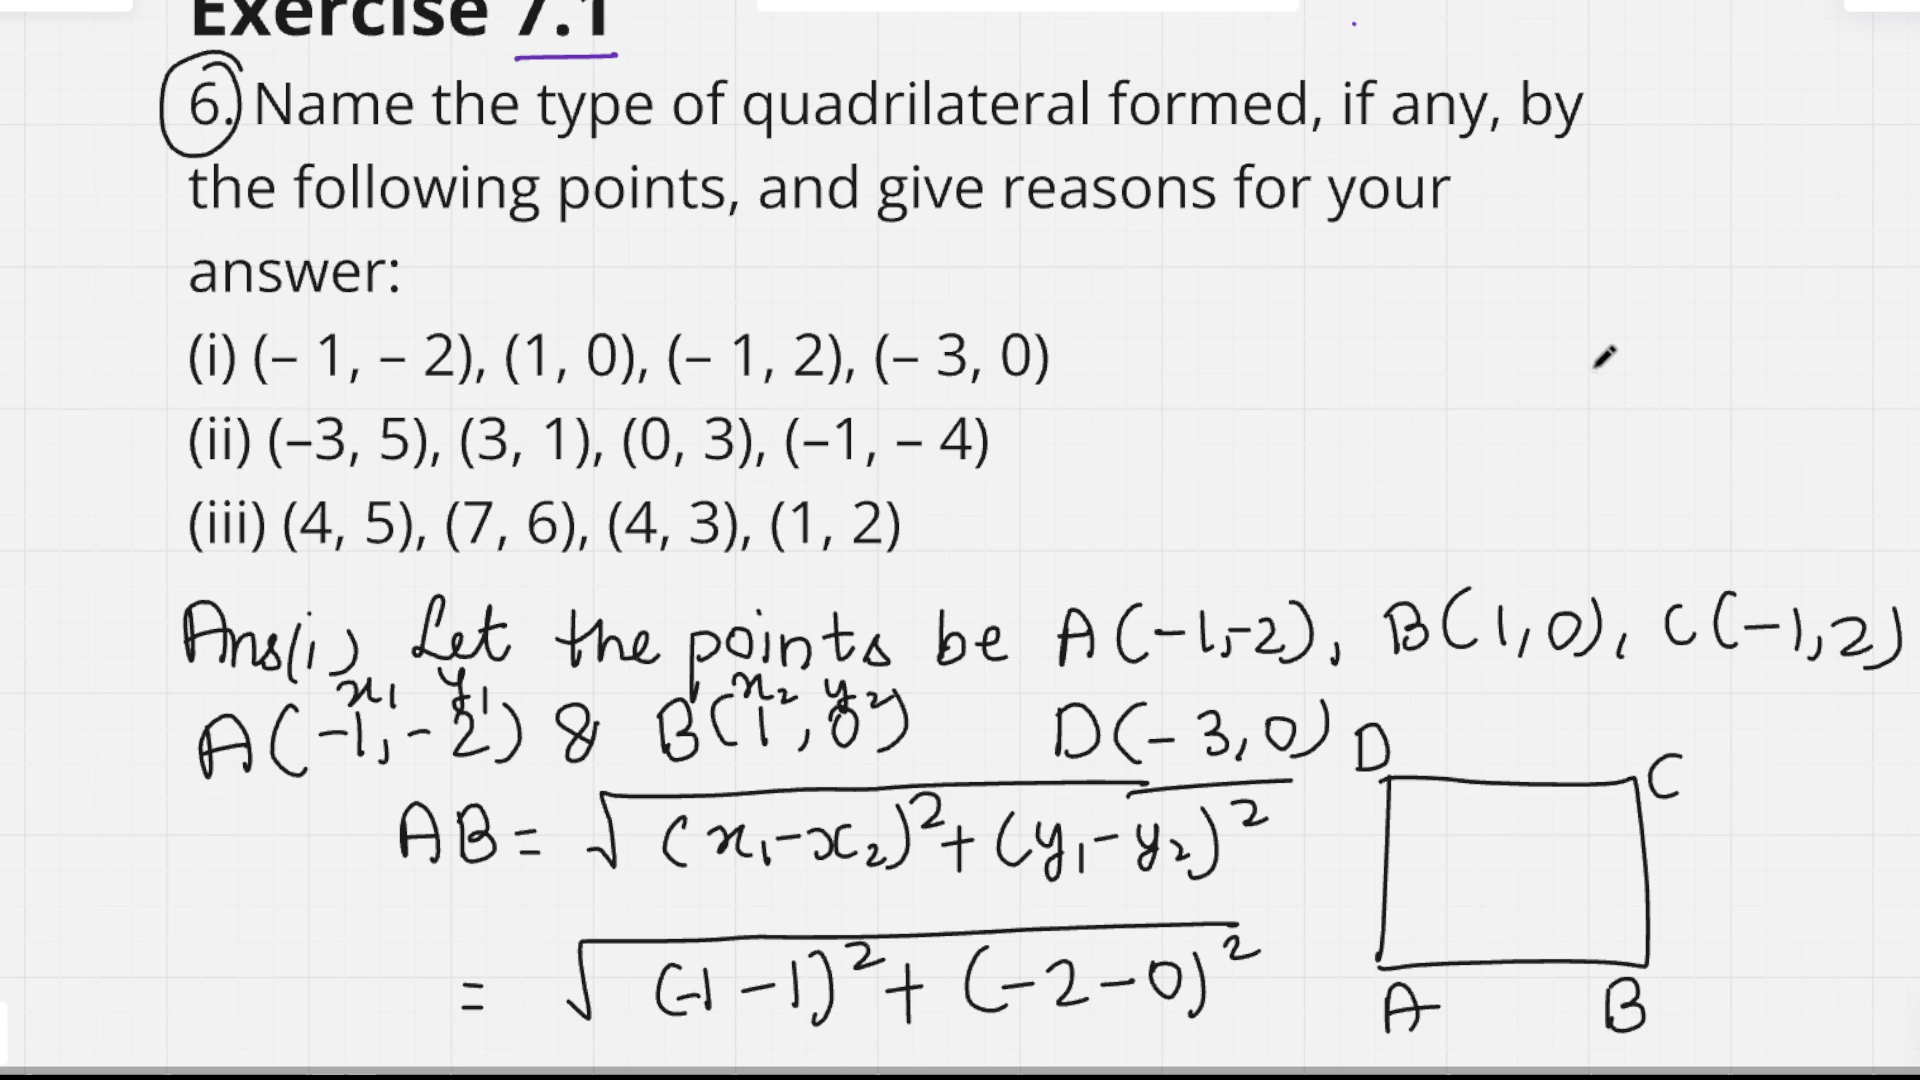 Exercise 7.1
6. Name the type of quadrilateral formed, if any, by
the following points, and give reasons for your
answer:
(i) (– 1, – 2), (1, 0), (– 1, 2), (– 3, 0)
(ii) (–3, 5), (3, 1), (0, 3), (–1, – 4)
(iii) (4, 5), (7, 6), (4, 3), (1, 2)
Ans(i) Let the points be A(-1,-2), B(1,0), C(-1,2)
x₁ y₁ x₂ y₂
A(-1,-2) & B(1,0) D(-3,0) D
C
AB = √(x₁-x₂)²+(y₁-y₂)²
= √(-1-1)²+(-2-0)²
A B